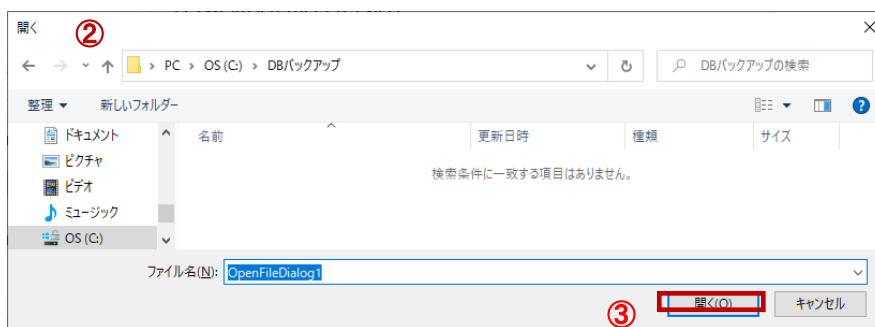 開く
②
PC › OS (C:) › DBバックアップ
DBバックアップの検索
整理 新しいフォルダー
ドキュメント
名前 更新日時 種類 サイズ
ピクチャ
検索条件に一致する項目はありません。
ビデオ
ミュージック
OS (C:)
ファイル名(N): OpenFileDialog1
③
開く(O) キャンセル